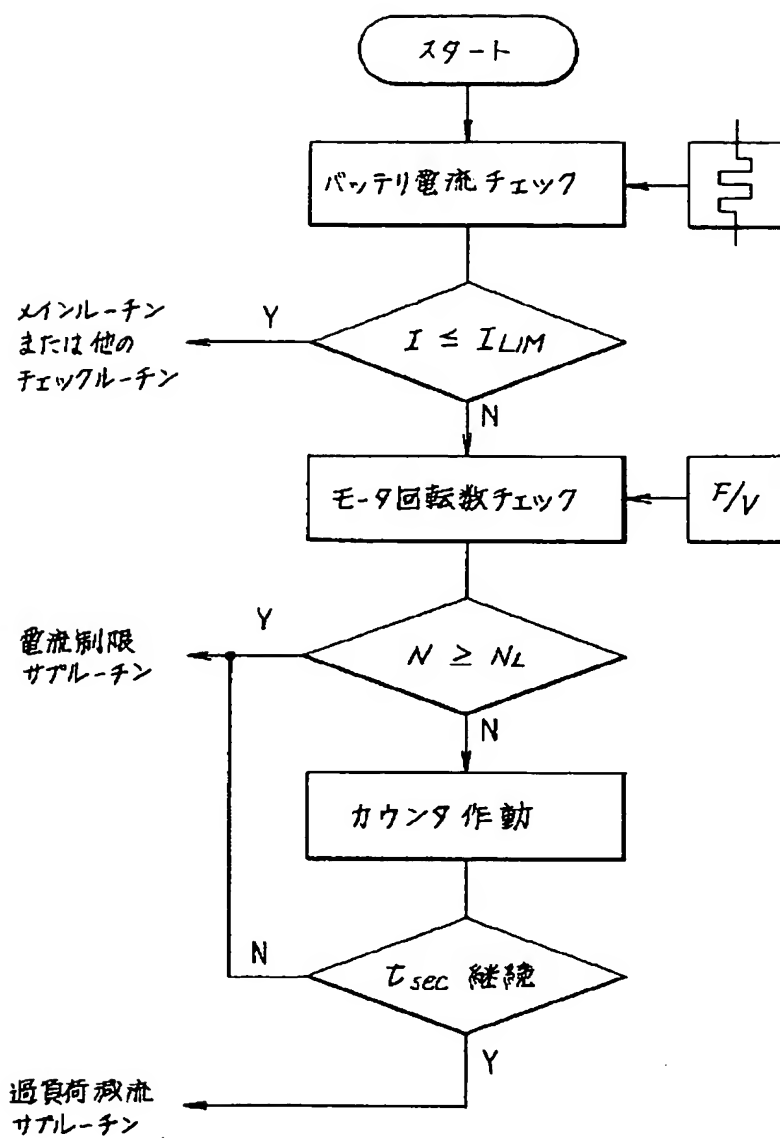 スタート
バッテリ電流チェック
メインルーチン
または他の
チェックルーチン
Y
I ≤ ILIM
N
モータ回転数チェック
F/V
電流制限
サブルーチン
Y
N ≥ NL
N
カウンタ作動
N
tsec 継続
Y
過負荷減流
サブルーチン